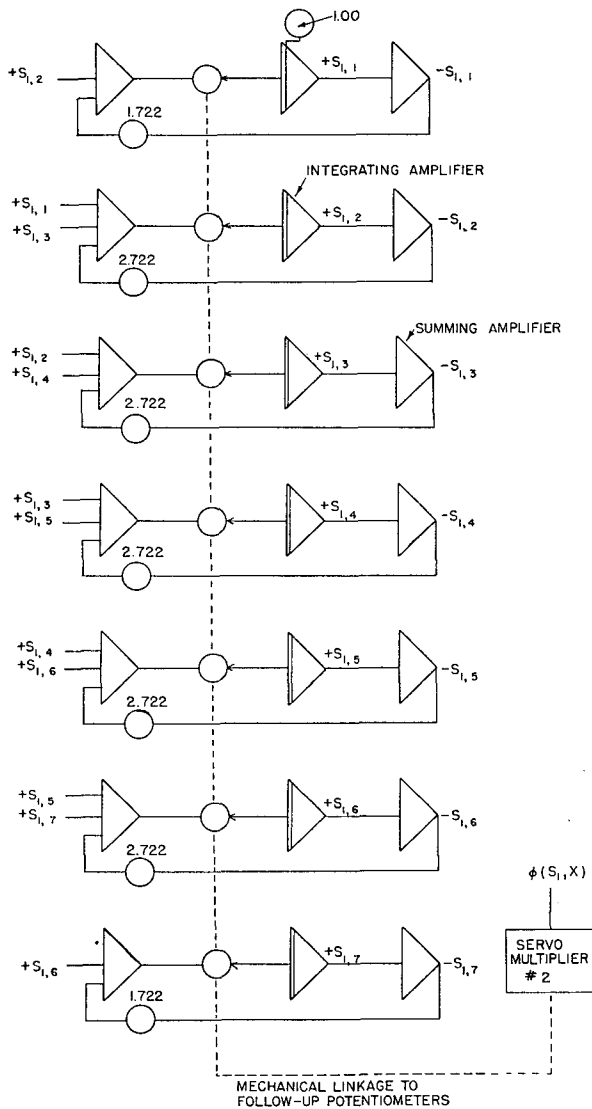 1.00
+S1,2
+S1,1
-S1,1
1.722
INTEGRATING AMPLIFIER
+S1,1
+S1,3
+S1,2
-S1,2
2.722
SUMMING AMPLIFIER
+S1,2
+S1,4
+S1,3
-S1,3
2.722
+S1,3
+S1,5
+S1,4
-S1,4
2.722
+S1,4
+S1,6
+S1,5
-S1,5
2.722
+S1,5
+S1,7
+S1,6
-S1,6
2.722
ϕ(S1,X)
SERVO
MULTIPLIER
# 2
+S1,6
+S1,7
-S1,7
1.722
MECHANICAL LINKAGE TO
FOLLOW-UP POTENTIOMETERS